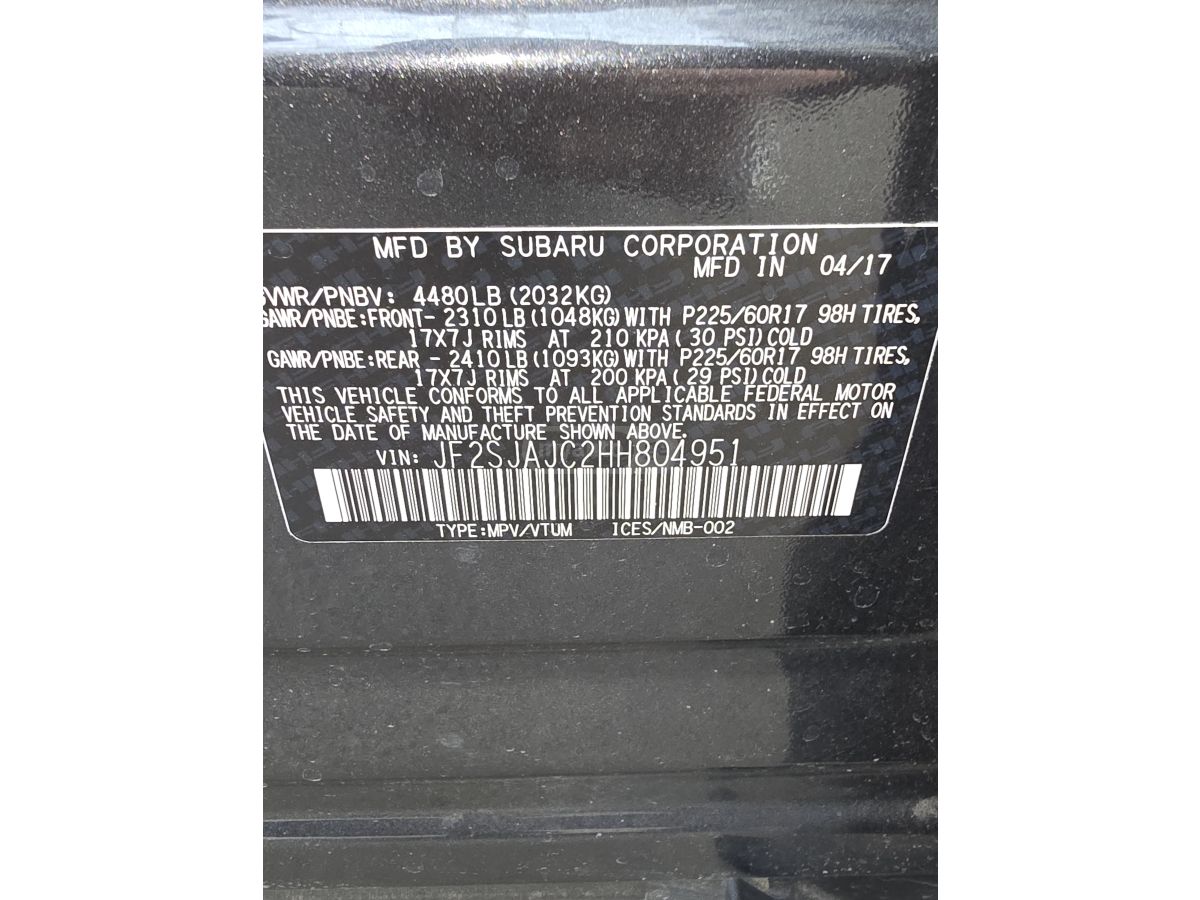 MFD BY SUBARU CORPORATION
MFD IN 04/17
VWR/PNBV: 4480LB (2032KG)
GAWR/PNBE:FRONT- 2310LB (1048KG) WITH P225/60R17 98H TIRES,
17X7J RIMS AT 210 KPA ( 30 PSI) COLD
GAWR/PNBE:REAR - 2410LB (1093KG) WITH P225/60R17 98H TIRES,
17X7J RIMS AT 200 KPA ( 29 PSI) COLD
THIS VEHICLE CONFORMS TO ALL APPLICABLE FEDERAL MOTOR
VEHICLE SAFETY AND THEFT PREVENTION STANDARDS IN EFFECT ON
THE DATE OF MANUFACTURE SHOWN ABOVE.
VIN: JF2SJAJC2HH804951
TYPE:MPV/VTUM ICES/NMB-002